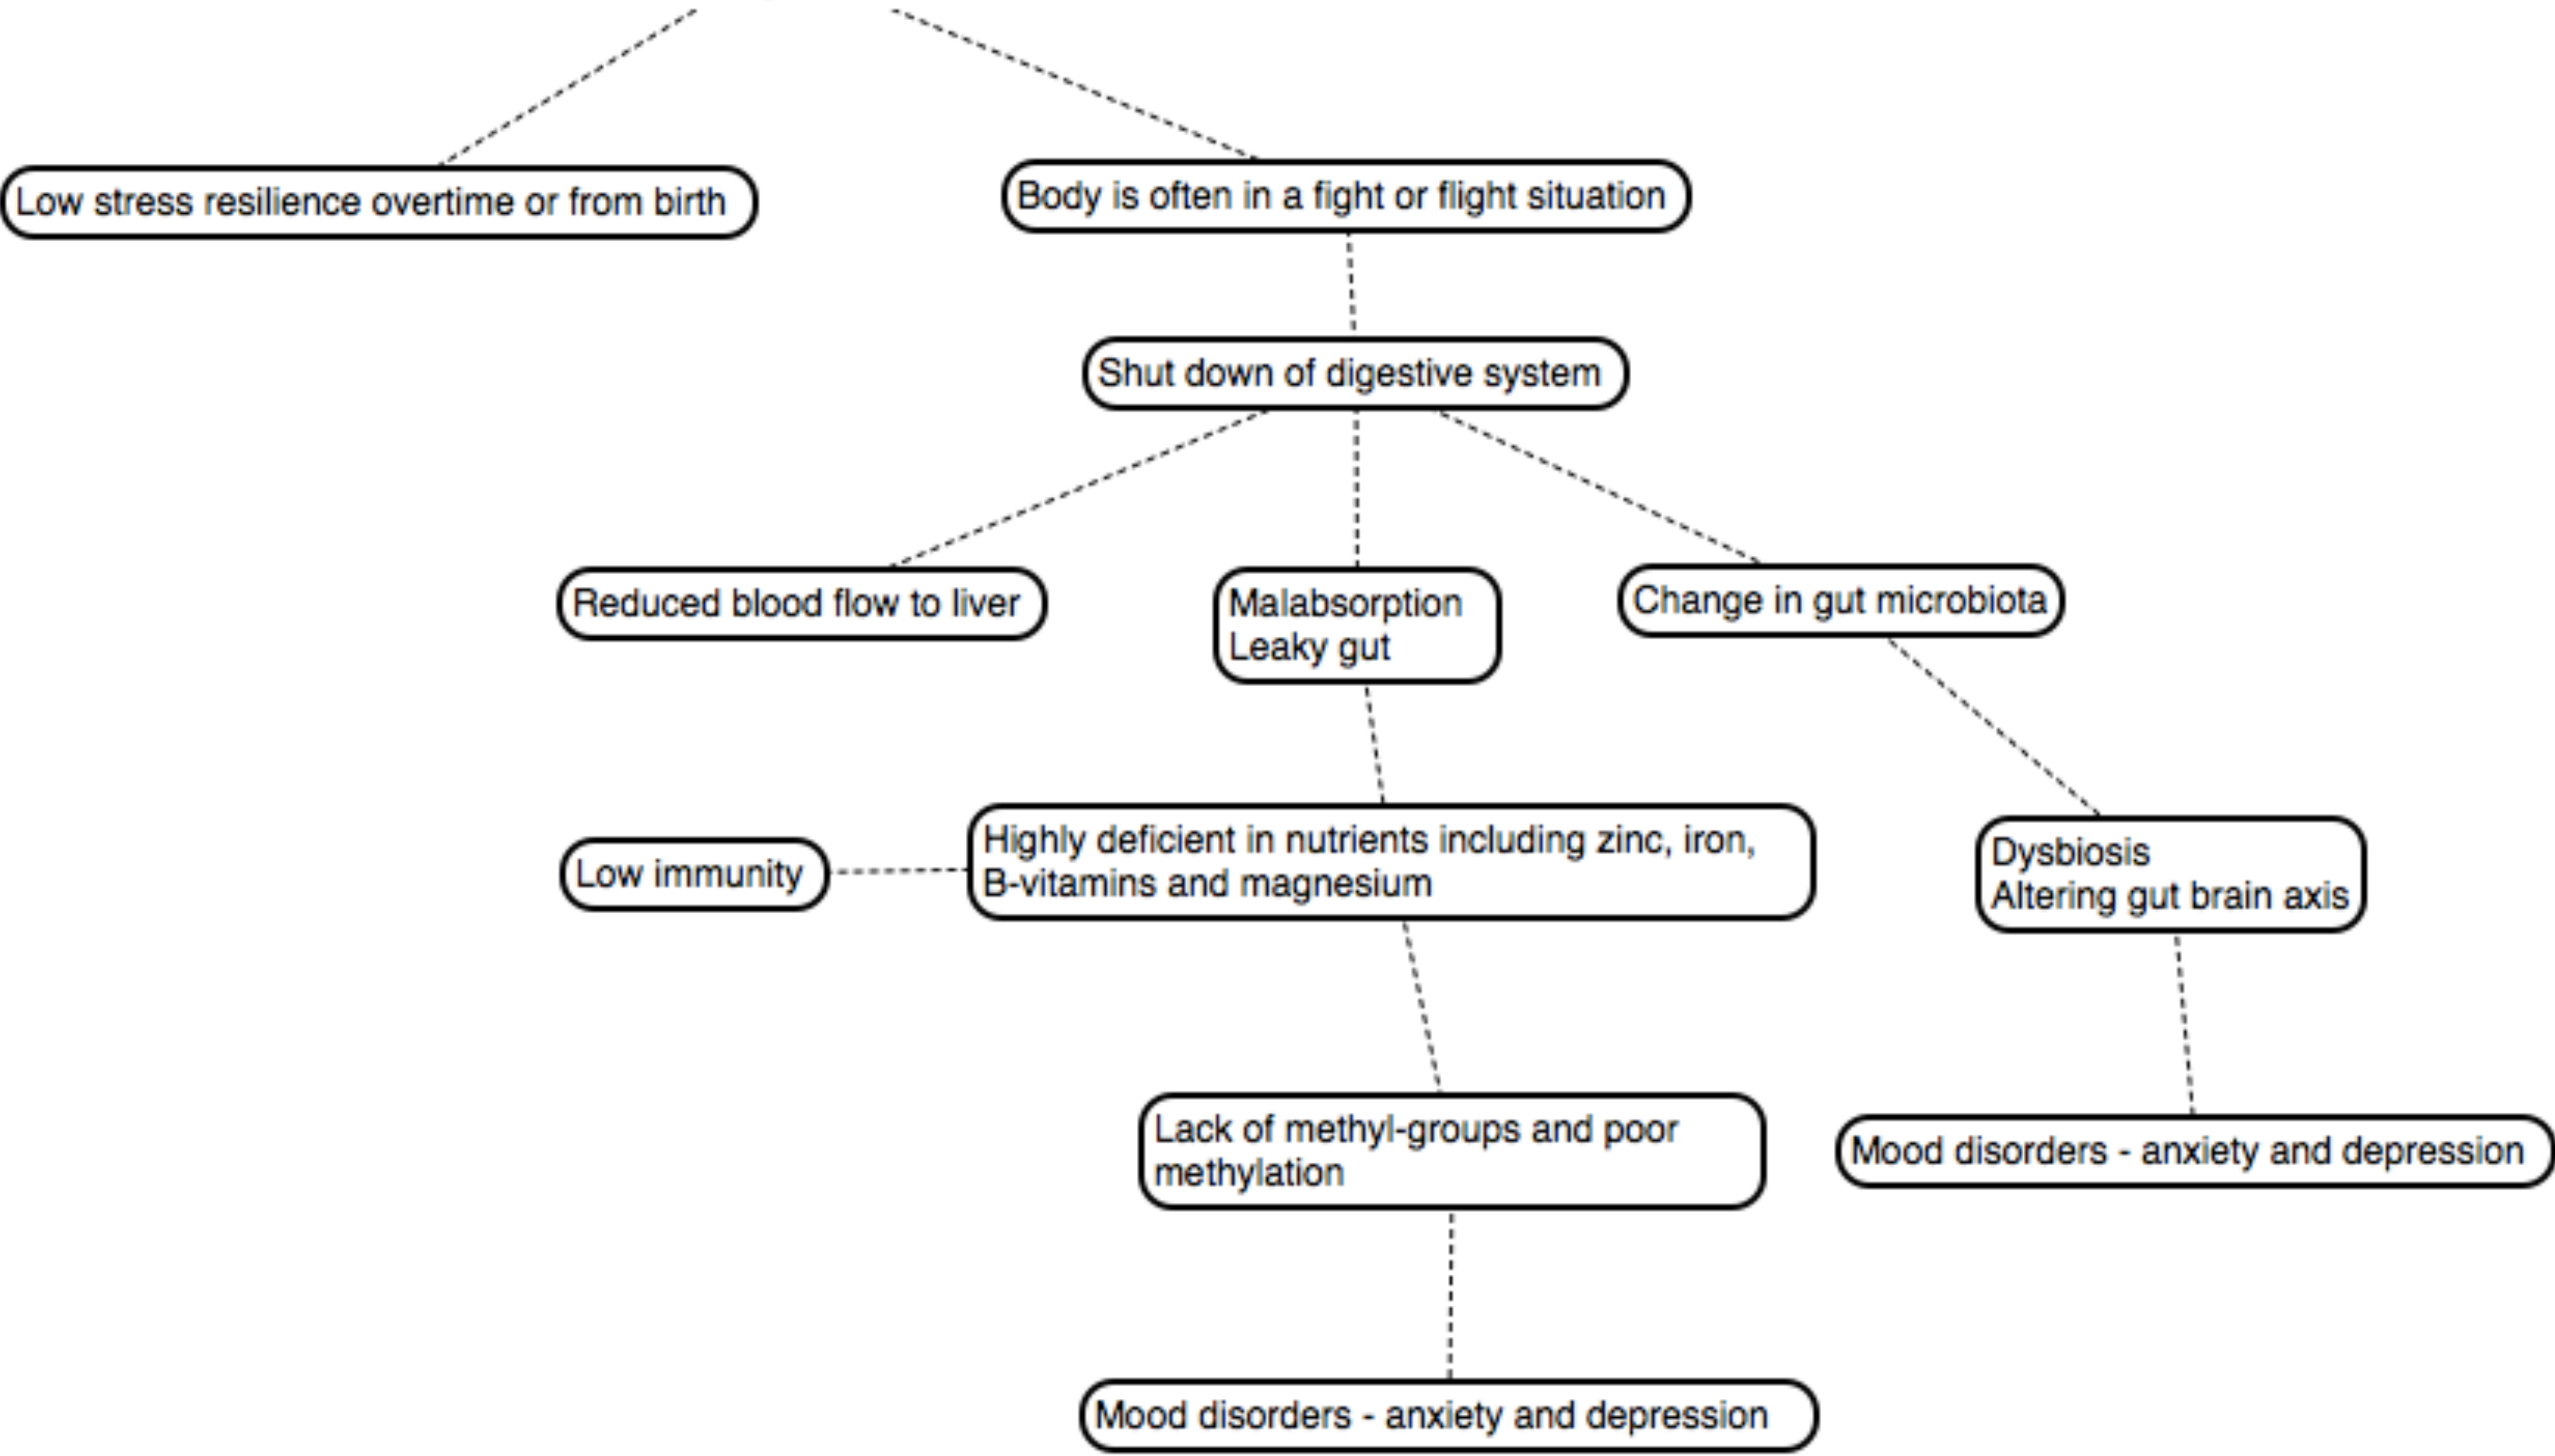 Low stress resilience overtime or from birth
Body is often in a fight or flight situation
Shut down of digestive system
Reduced blood flow to liver
Malabsorption
Leaky gut
Change in gut microbiota
Low immunity
Highly deficient in nutrients including zinc, iron,
B-vitamins and magnesium
Dysbiosis
Altering gut brain axis
Lack of methyl-groups and poor
methylation
Mood disorders - anxiety and depression
Mood disorders - anxiety and depression